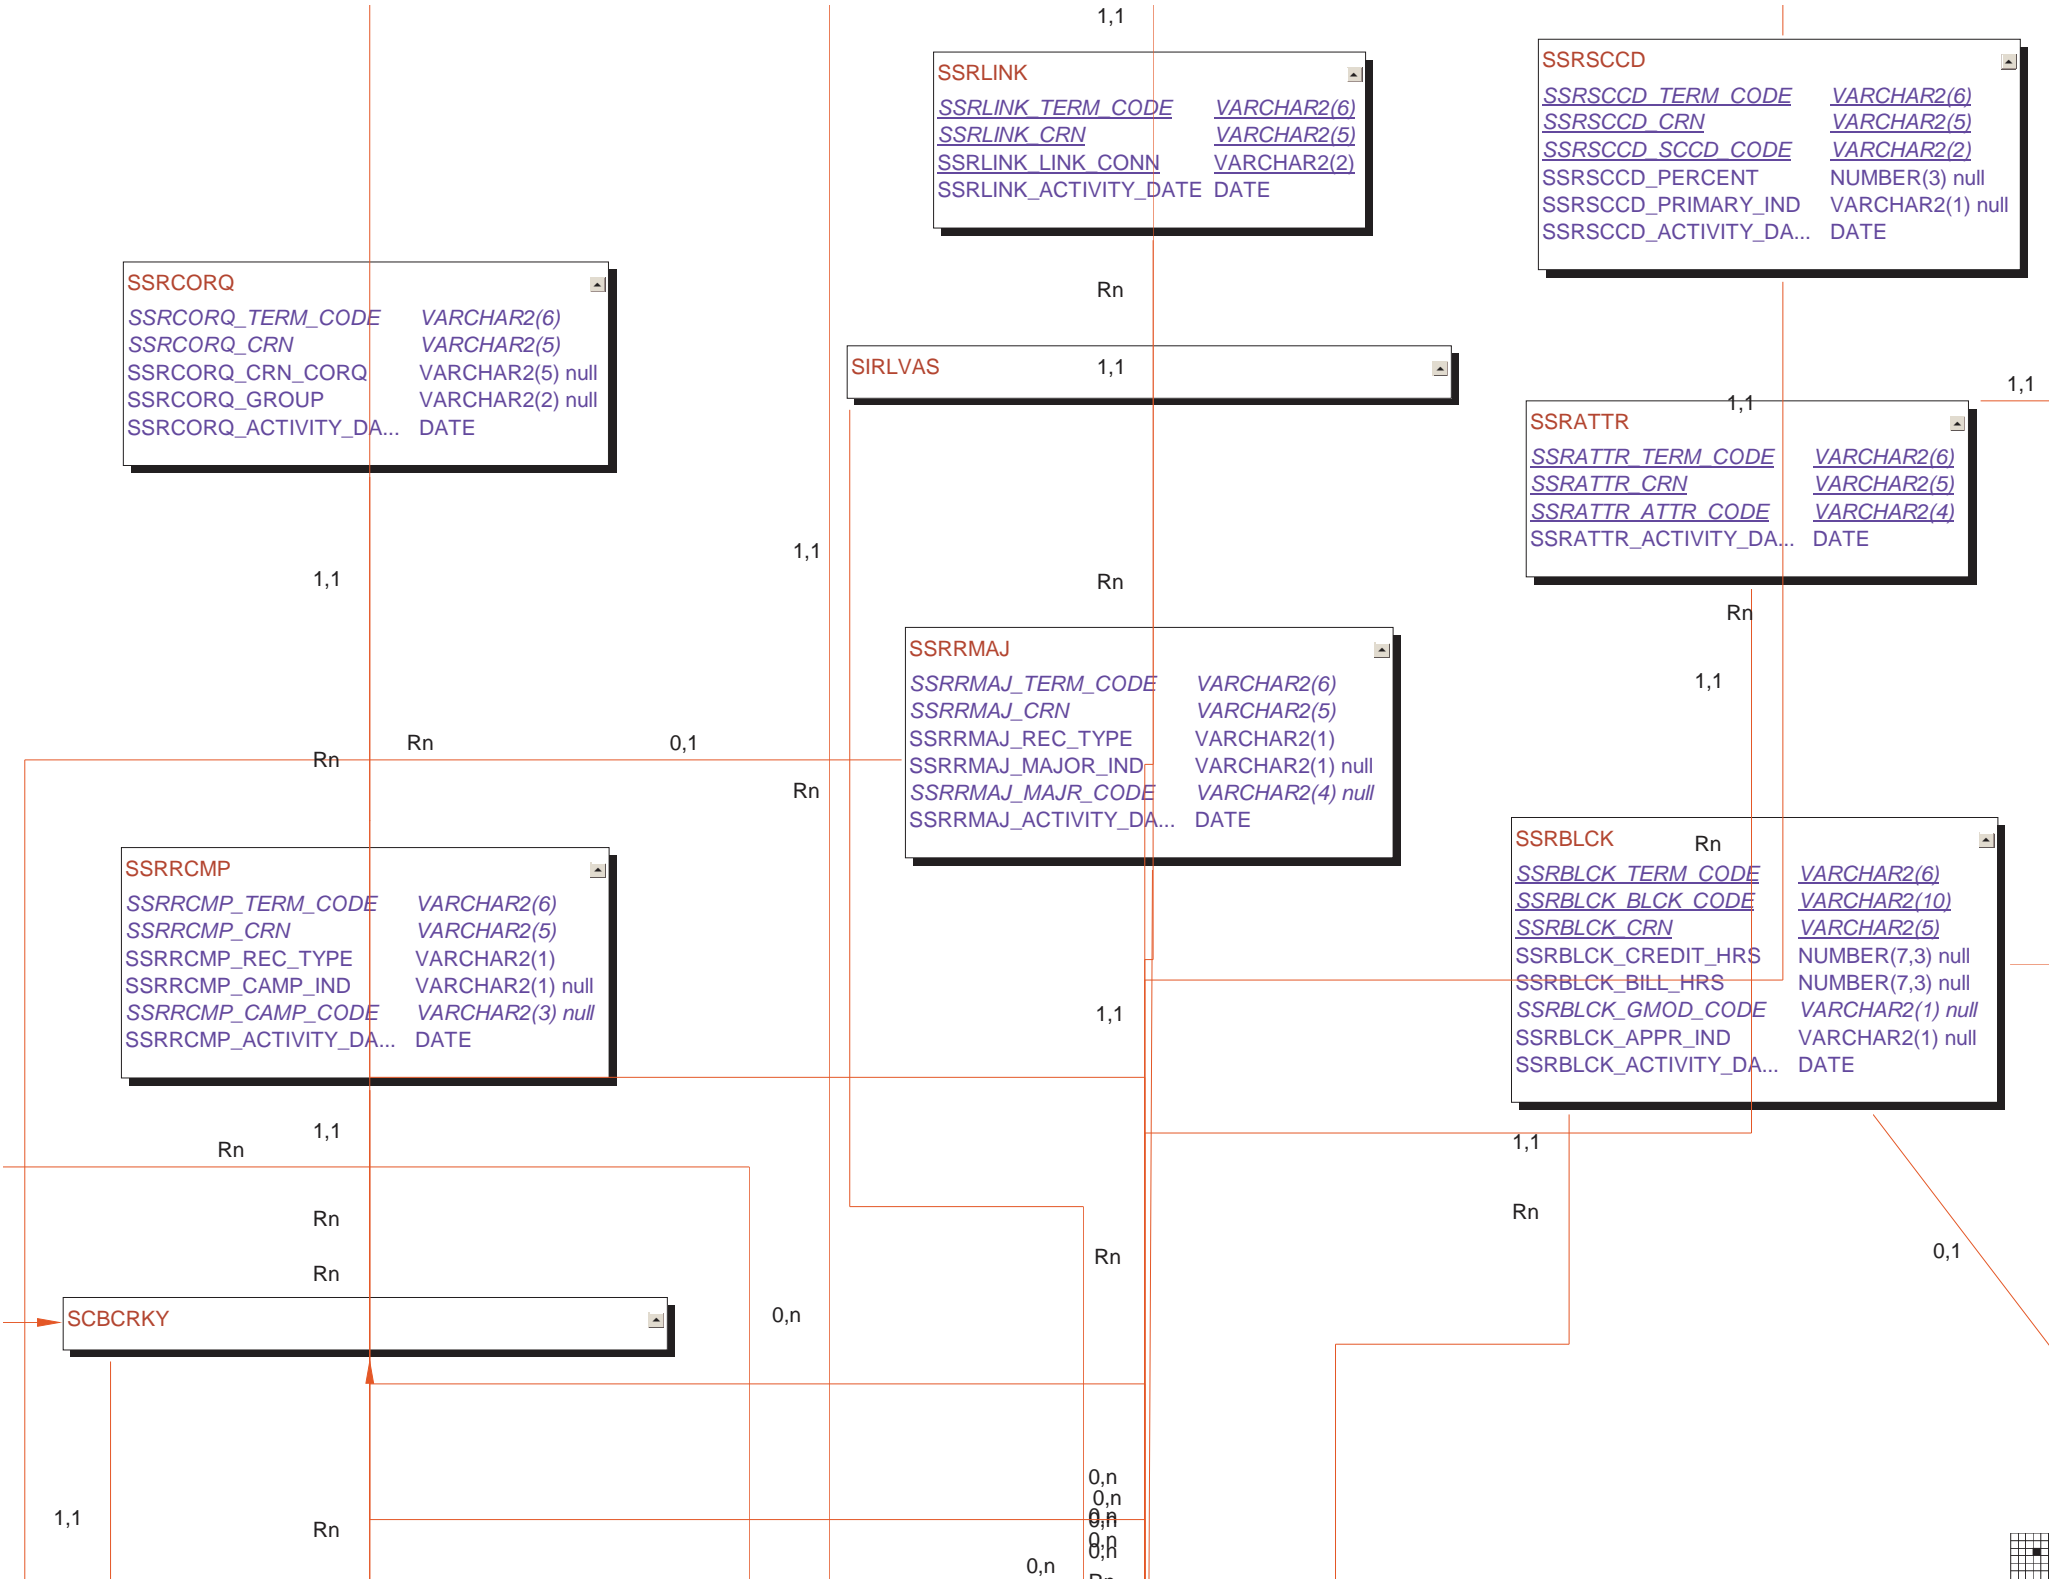 1,1
SSRLINK
SSRLINK_TERM_CODE VARCHAR2(6)
SSRLINK_CRN VARCHAR2(5)
SSRLINK_LINK_CONN VARCHAR2(2)
SSRLINK_ACTIVITY_DATE DATE
SSRSCCD
SSRSCCD_TERM_CODE VARCHAR2(6)
SSRSCCD_CRN VARCHAR2(5)
SSRSCCD_SCCD_CODE VARCHAR2(2)
SSRSCCD_PERCENT NUMBER(3) null
SSRSCCD_PRIMARY_IND VARCHAR2(1) null
SSRSCCD_ACTIVITY_DA... DATE
SSRCORQ
SSRCORQ_TERM_CODE VARCHAR2(6)
SSRCORQ_CRN VARCHAR2(5)
SSRCORQ_CRN_CORQ VARCHAR2(5) null
SSRCORQ_GROUP VARCHAR2(2) null
SSRCORQ_ACTIVITY_DA... DATE
Rn
SIRLVAS
1,1
1,1
1,1
SSRATTR
SSRATTR_TERM_CODE VARCHAR2(6)
SSRATTR_CRN VARCHAR2(5)
SSRATTR_ATTR_CODE VARCHAR2(4)
SSRATTR_ACTIVITY_DA... DATE
1,1
1,1
Rn
Rn
1,1
SSRRMAJ
SSRRMAJ_TERM_CODE VARCHAR2(6)
SSRRMAJ_CRN VARCHAR2(5)
SSRRMAJ_REC_TYPE VARCHAR2(1)
SSRRMAJ_MAJOR_IND VARCHAR2(1) null
SSRRMAJ_MAJR_CODE VARCHAR2(4) null
SSRRMAJ_ACTIVITY_DA... DATE
Rn
0,1
Rn
Rn
SSRRCMP
SSRRCMP_TERM_CODE VARCHAR2(6)
SSRRCMP_CRN VARCHAR2(5)
SSRRCMP_REC_TYPE VARCHAR2(1)
SSRRCMP_CAMP_IND VARCHAR2(1) null
SSRRCMP_CAMP_CODE VARCHAR2(3) null
SSRRCMP_ACTIVITY_DA... DATE
SSRBLCK
Rn
SSRBLCK_TERM_CODE VARCHAR2(6)
SSRBLCK_BLCK_CODE VARCHAR2(10)
SSRBLCK_CRN VARCHAR2(5)
SSRBLCK_CREDIT_HRS NUMBER(7,3) null
SSRBLCK_BILL_HRS NUMBER(7,3) null
SSRBLCK_GMOD_CODE VARCHAR2(1) null
SSRBLCK_APPR_IND VARCHAR2(1) null
SSRBLCK_ACTIVITY_DA... DATE
1,1
1,1
Rn
1,1
Rn
Rn
Rn
Rn
0,1
SCBCRKY
0,n
0,n
0,n
0,n
0,n
0,n
1,1
Rn
0,n